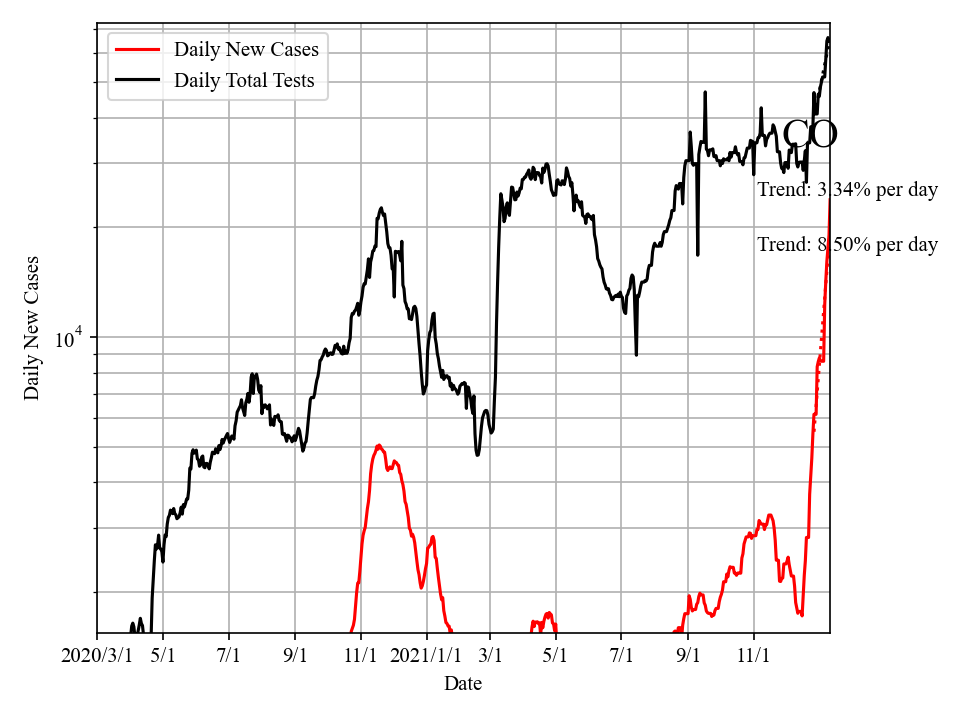 Daily New Cases
Daily Total Tests
CO
Trend: 3.34% per day
Trend: 8.50% per day
Daily New Cases
10^4
2020/3/1 5/1 7/1 9/1 11/1 2021/1/1 3/1 5/1 7/1 9/1 11/1
Date